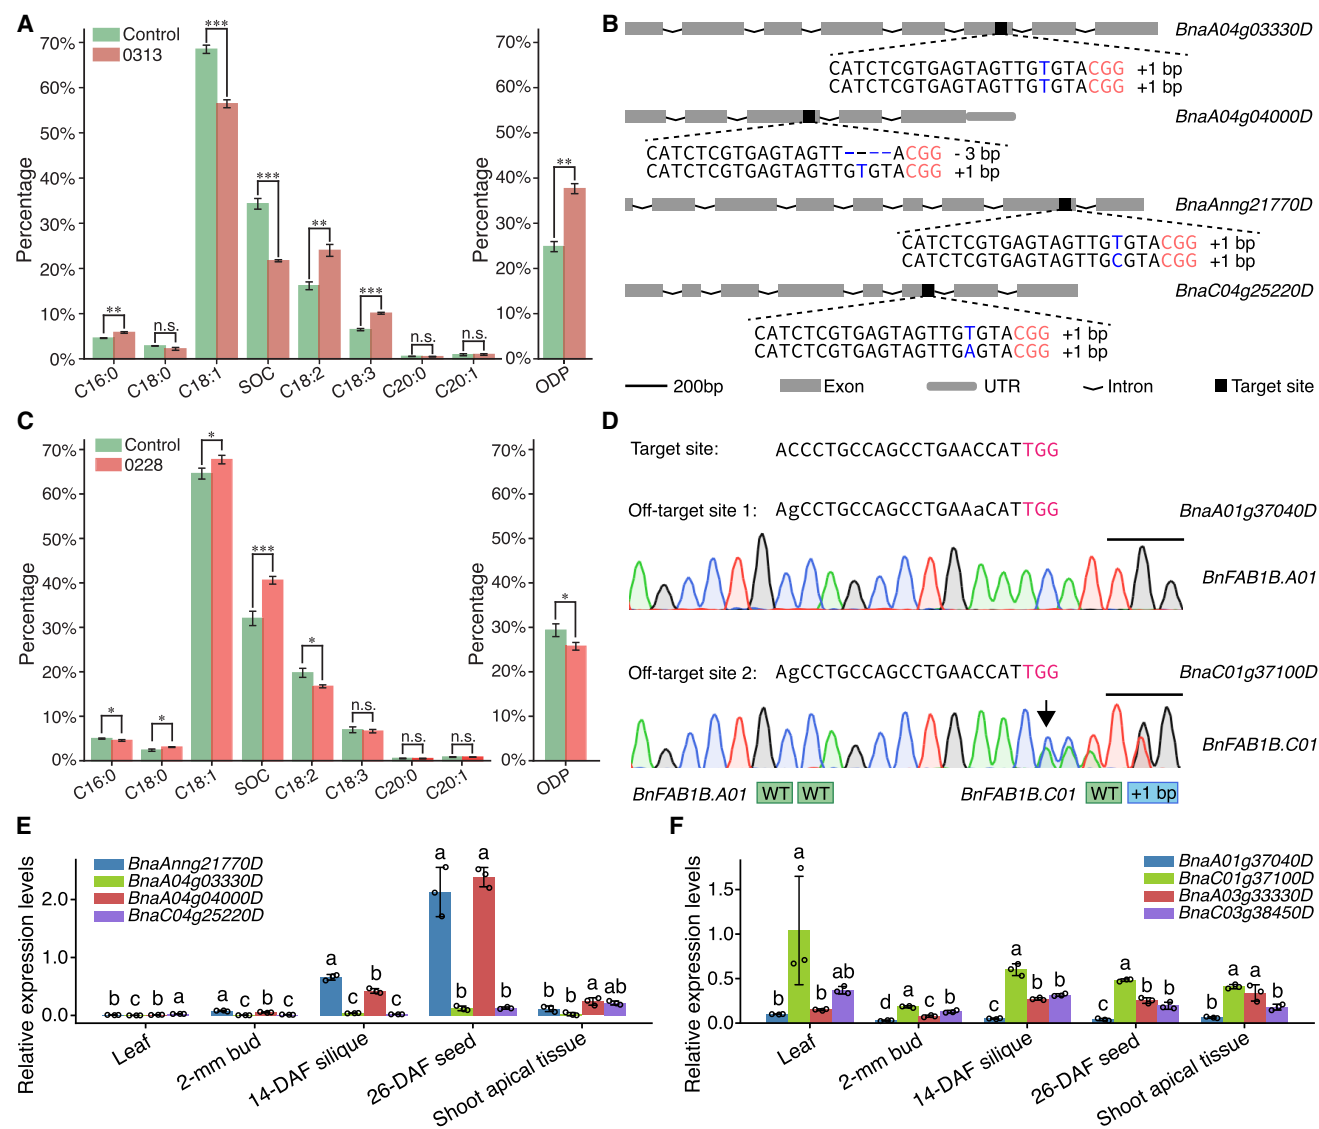 A
Control
0313
Percentage
70%
60%
50%
40%
30%
20%
10%
0%
***
***
**
***
**
n.s.
n.s.
n.s.
C16:0
C18:0
C18:1
SOC
C18:2
C18:3
C20:0
C20:1
Percentage
70%
60%
50%
40%
30%
20%
10%
0%
**
ODP
B
BnaA04g03330D
CATCTCGTGAGTAGTTGTGTACGG +1 bp
CATCTCGTGAGTAGTTGTGTACGG +1 bp
BnaA04g04000D
CATCTCGTGAGTAGTT----ACGG - 3 bp
CATCTCGTGAGTAGTTGTGTACGG +1 bp
BnaAnng21770D
CATCTCGTGAGTAGTTGTGTACGG +1 bp
CATCTCGTGAGTAGTTGCGTACGG +1 bp
BnaC04g25220D
CATCTCGTGAGTAGTTGTGTACGG +1 bp
CATCTCGTGAGTAGTTGAGTACGG +1 bp
200bp Exon UTR Intron Target site
C
Control
0228
Percentage
70%
60%
50%
40%
30%
20%
10%
0%
*
*
*
***
*
n.s.
n.s.
n.s.
C16:0
C18:0
C18:1
SOC
C18:2
C18:3
C20:0
C20:1
Percentage
70%
60%
50%
40%
30%
20%
10%
0%
*
ODP
D
Target site: ACCCTGCCAGCCTGAACCATTGG
Off-target site 1: AgCCTGCCAGCCTGAAaCATTGG BnaA01g37040D
BnFAB1B.A01
Off-target site 2: AgCCTGCCAGCCTGAACCATTGG BnaC01g37100D
BnFAB1B.C01
BnFAB1B.A01 WT WT BnFAB1B.C01 WT +1 bp
E
Relative expression levels
2.0
1.0
0.0
BnaAnng21770D
BnaA04g03330D
BnaA04g04000D
BnaC04g25220D
b c b a
a c b c
a c b c
a b a b
b b a ab
Leaf
2-mm bud
14-DAF silique
26-DAF seed
Shoot apical tissue
F
Relative expression levels
1.5
1.0
0.5
0.0
BnaA01g37040D
BnaC01g37100D
BnaA03g33330D
BnaC03g38450D
b a b ab
d a c b
c a b b
c a b b
b a a b
Leaf
2-mm bud
14-DAF silique
26-DAF seed
Shoot apical tissue